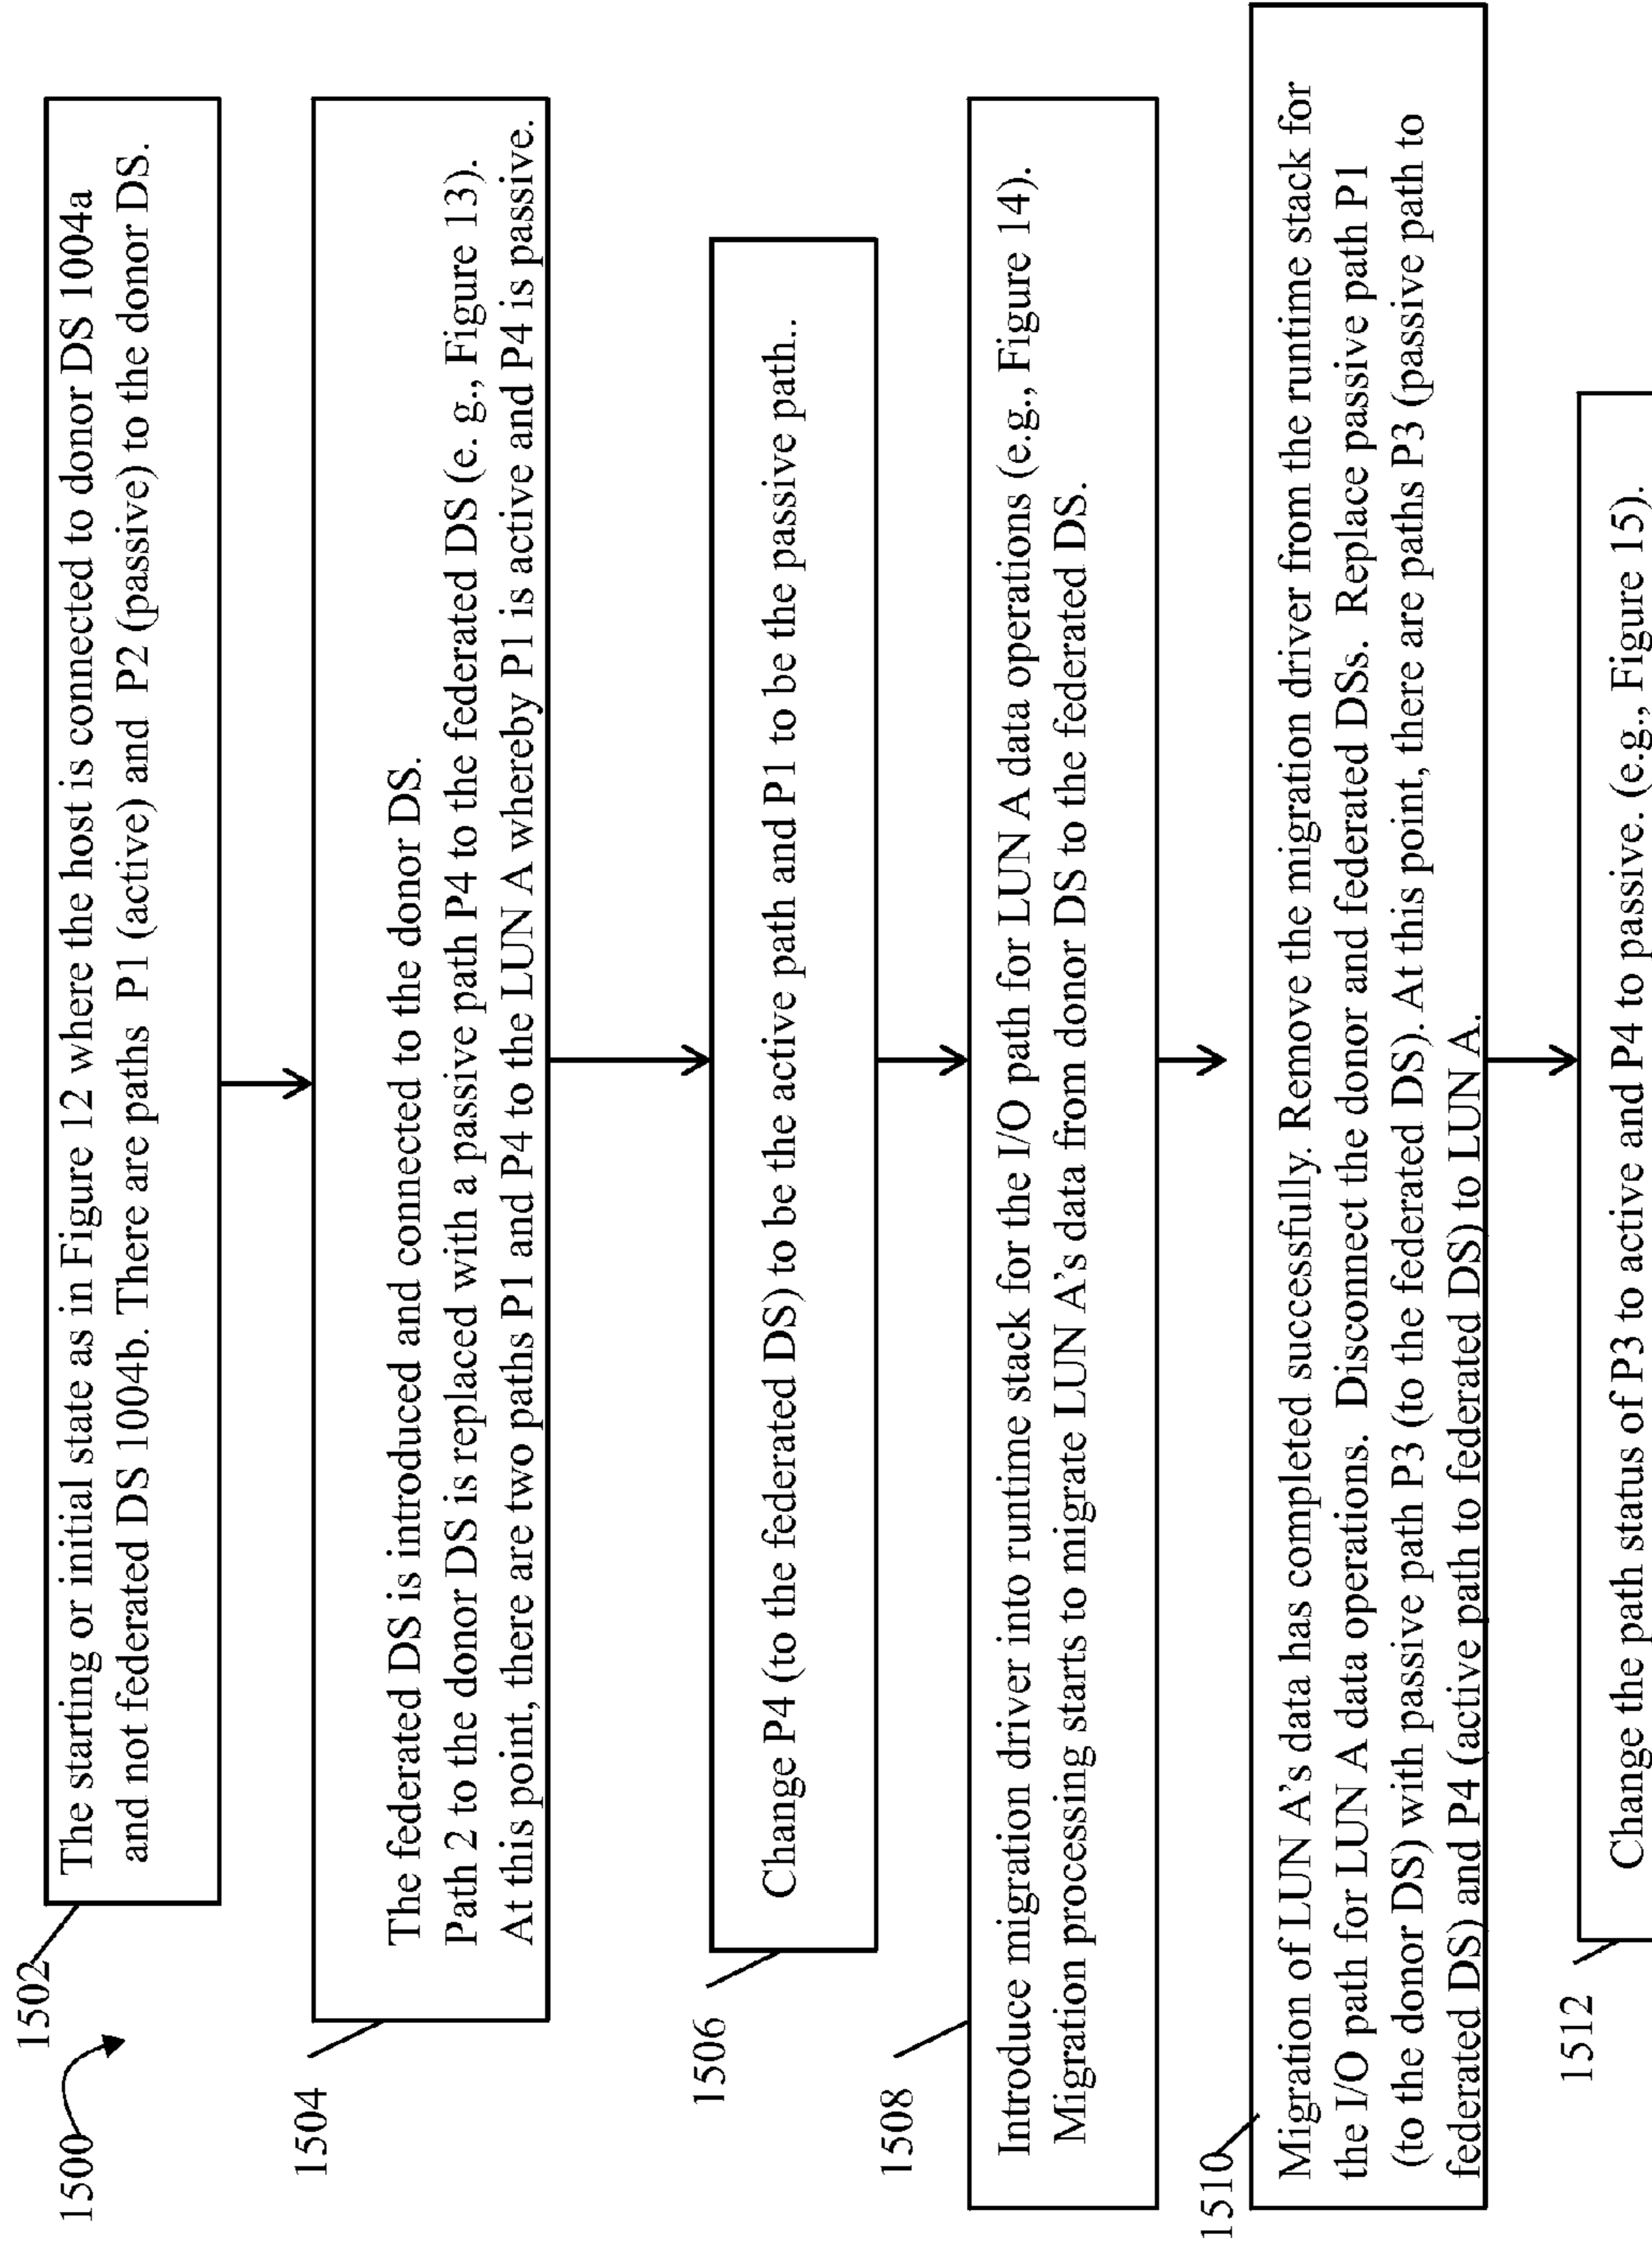 1500
1502
The starting or initial state as in Figure 12 where the host is connected to donor DS 1004a
and not federated DS 1004b. There are paths P1 (active) and P2 (passive) to the donor DS.
1504
The federated DS is introduced and connected to the donor DS.
Path 2 to the donor DS is replaced with a passive path P4 to the federated DS (e. g., Figure 13).
At this point, there are two paths P1 and P4 to the LUN A whereby P1 is active and P4 is passive.
1506
Change P4 (to the federated DS) to be the active path and P1 to be the passive path..
1508
Introduce migration driver into runtime stack for the I/O path for LUN A data operations (e.g., Figure 14).
Migration processing starts to migrate LUN A's data from donor DS to the federated DS.
1510
Migration of LUN A's data has completed successfully. Remove the migration driver from the runtime stack for
the I/O path for LUN A data operations. Disconnect the donor and federated DSs. Replace passive path P1
(to the donor DS) with passive path P3 (to the federated DS). At this point, there are paths P3 (passive path to
federated DS) and P4 (active path to federated DS) to LUN A.
1512
Change the path status of P3 to active and P4 to passive. (e.g., Figure 15).